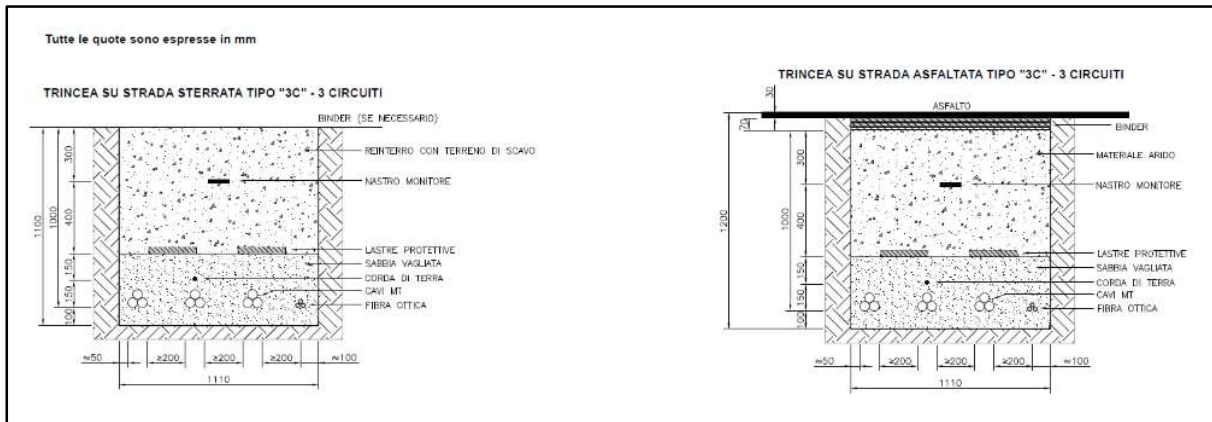 Tutte le quote sono espresse in mm
TRINCEA SU STRADA STERRATA TIPO "3C" - 3 CIRCUITI
BINDER (SE NECESSARIO)
REINTERRO CON TERRENO DI SCAVO
NASTRO MONITORE
LASTRE PROTETTIVE
SABBIA VAGLIATA
CORDA DI TERRA
CAVI MT
FIBRA OTTICA
1100
1000
300
400
150
150
100
≈50
≥200
≥200
≥200
≈100
1110
TRINCEA SU STRADA ASFALTATA TIPO "3C" - 3 CIRCUITI
30
ASFALTO
70
BINDER
MATERIALE ARIDO
NASTRO MONITORE
LASTRE PROTETTIVE
SABBIA VAGLIATA
CORDA DI TERRA
CAVI MT
FIBRA OTTICA
1200
1000
300
400
150
150
100
≈50
≥200
≥200
≥200
≈100
1110